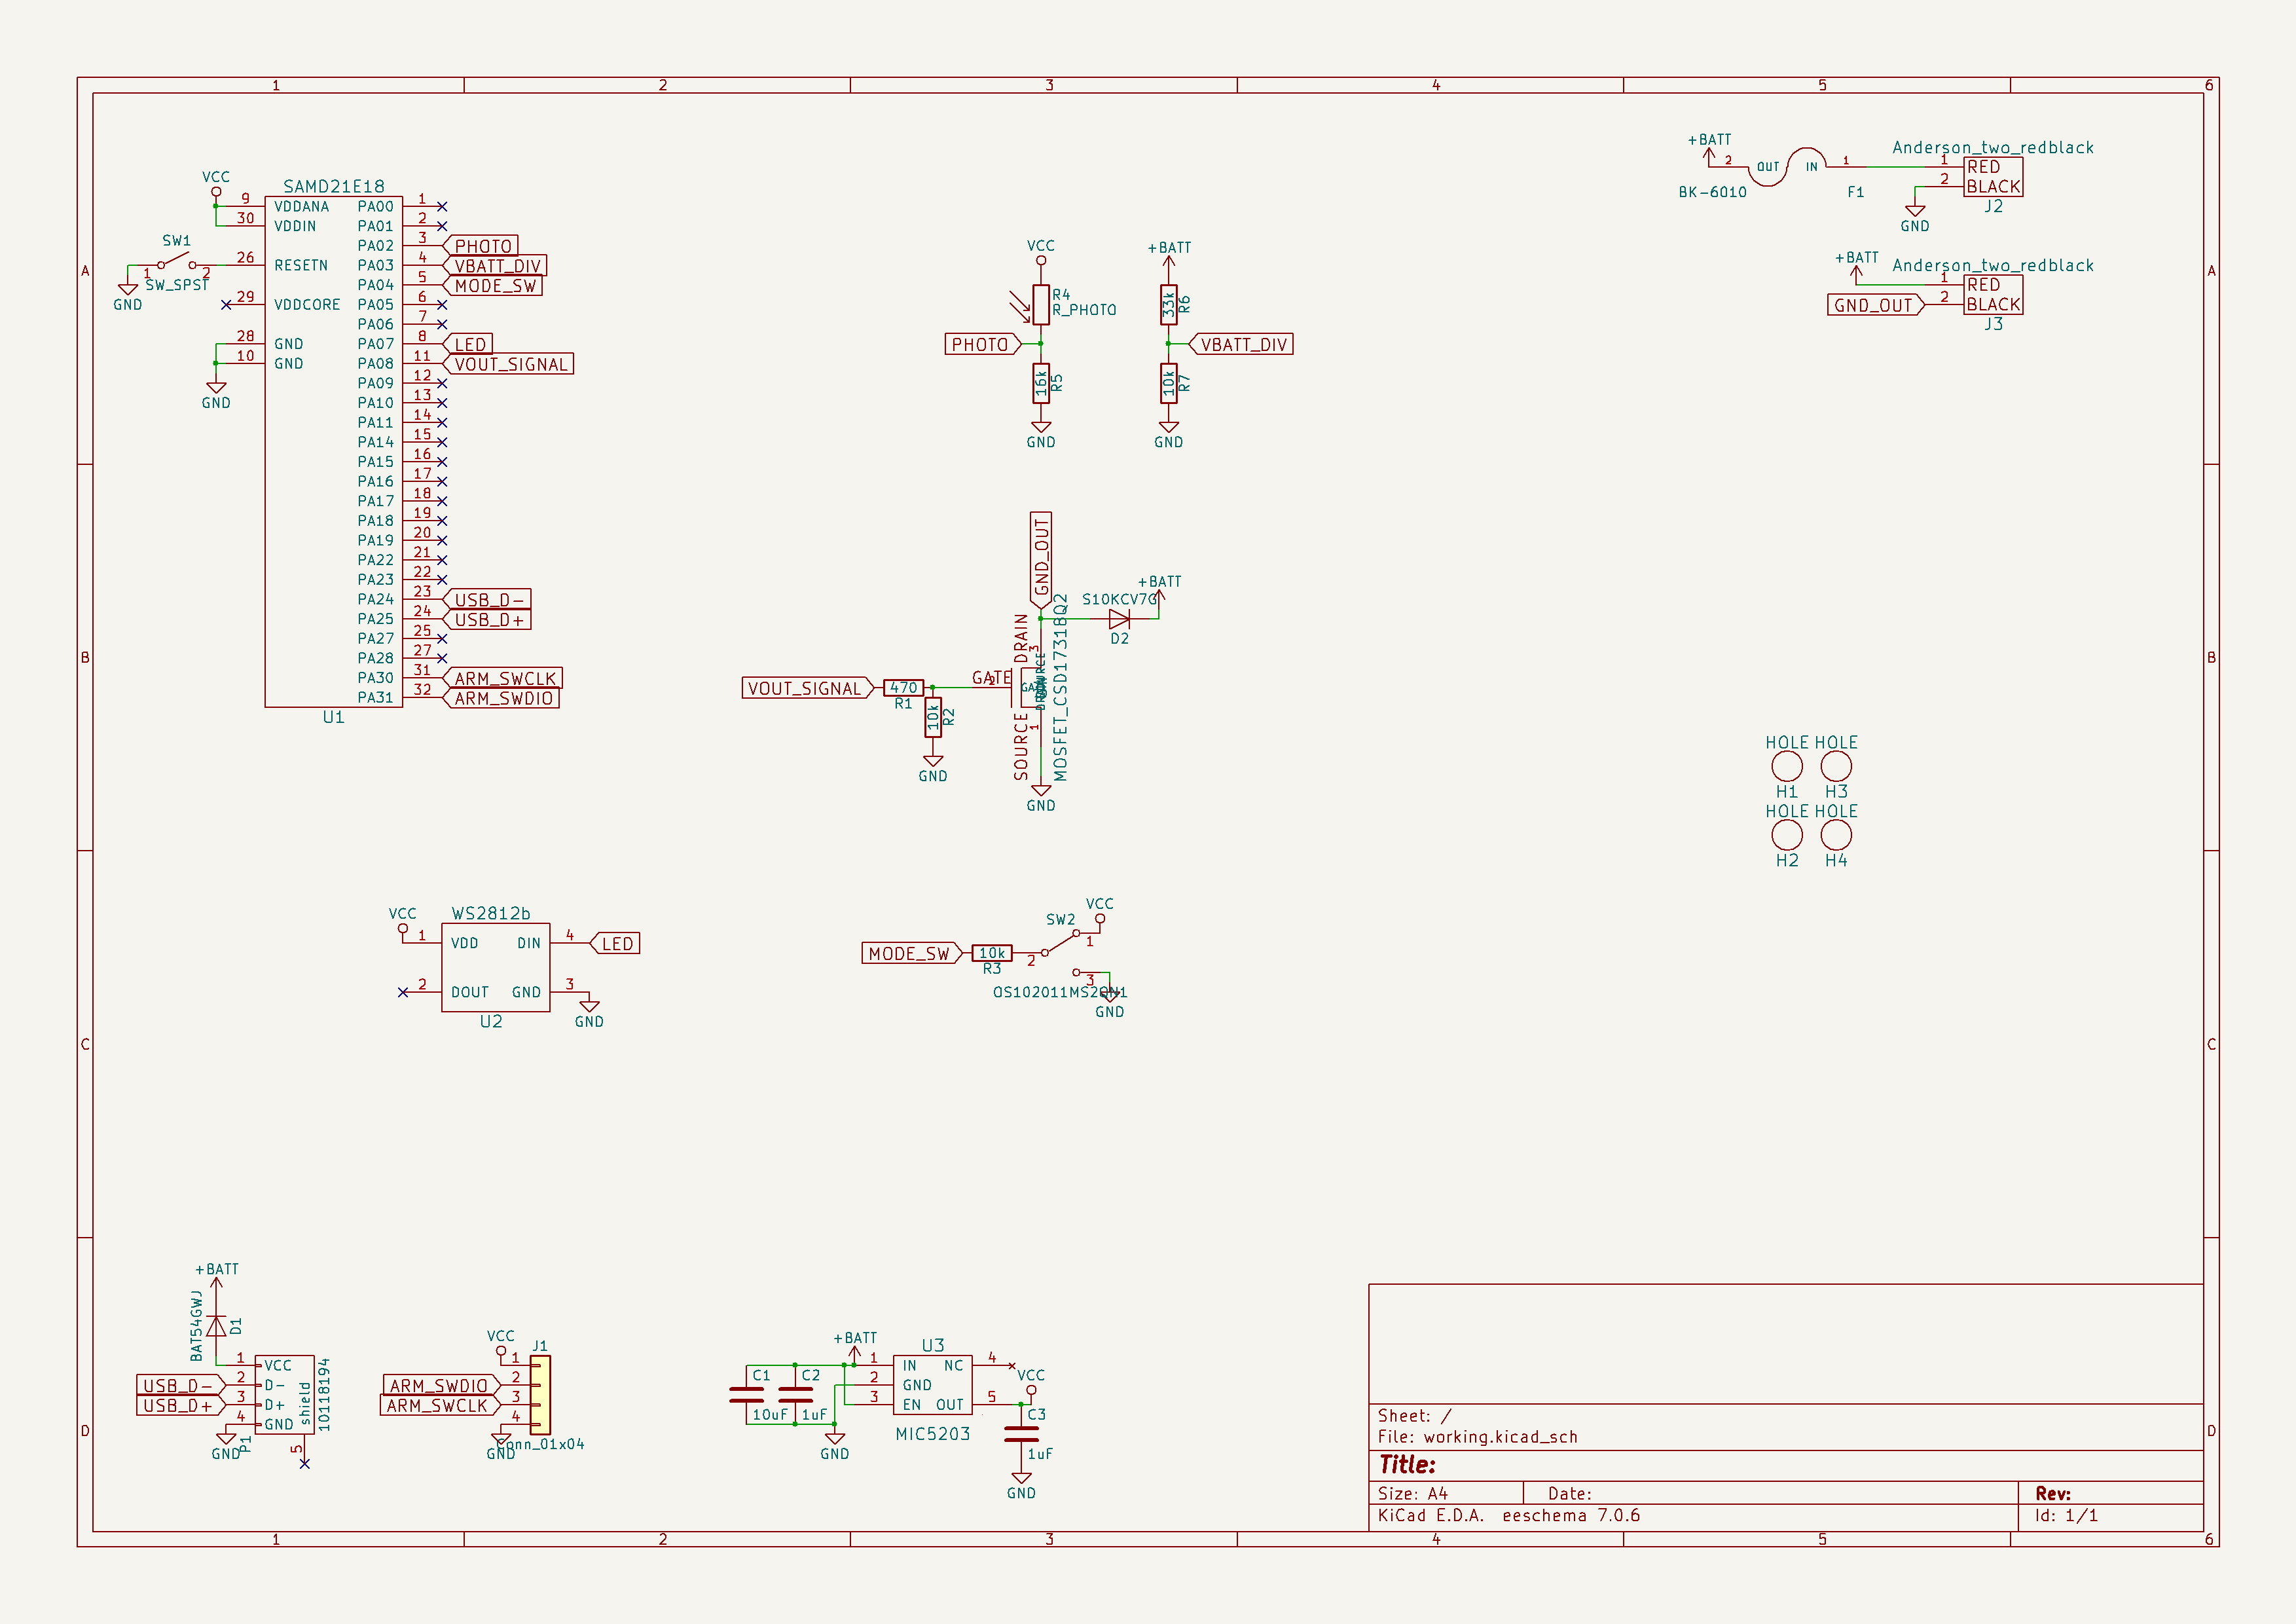 1 2 3 4 5 6
A
B
C
D
VCC
SAMD21E18
9 VDDANA
30 VDDIN
SW1
1 2
SW_SPST
GND
26 RESETN
29 VDDCORE
28 GND
10 GND
GND
PA00 1
PA01 2
PA02 3 PHOTO
PA03 4 VBATT_DIV
PA04 5 MODE_SW
PA05 6
PA06 7
PA07 8 LED
PA08 11 VOUT_SIGNAL
PA09 12
PA10 13
PA11 14
PA14 15
PA15 16
PA16 17
PA17 18
PA18 19
PA19 20
PA22 21
PA23 22
PA24 23 USB_D-
PA25 24 USB_D+
PA27 25
PA28 27
PA30 31 ARM_SWCLK
PA31 32 ARM_SWDIO
U1
VCC
R4
R_PHOTO
PHOTO
16k R5
GND
+BATT
33k R6
VBATT_DIV
10k R7
GND
+BATT
2 OUT IN 1
BK-6010 F1
Anderson_two_redblack
1 RED
2 BLACK
J2
GND
+BATT
Anderson_two_redblack
1 RED
GND_OUT 2 BLACK
J3
GND_OUT
+BATT
S10KCV7G
D2
DRAIN
3
GATE
2
SOURCE
1
MOSFET_CSD17318Q2
VOUT_SIGNAL 470
R1
10k R2
GND
GND
HOLE HOLE
H1 H3
HOLE HOLE
H2 H4
VCC
WS2812b
1 VDD DIN 4 LED
2 DOUT GND 3
U2
GND
VCC
SW2
MODE_SW 10k
R3
2 1 3
OS102011MS2QN1
GND
+BATT
BAT54GWJ
D1
1 VCC
USB_D- 2 D-
USB_D+ 3 D+
4 GND
shield
10118194
GND
P1
5
VCC
J1
1
ARM_SWDIO 2
ARM_SWCLK 3
4
Conn_01x04
GND
+BATT
U3
C1 C2
10uF 1uF
1 IN NC 4
2 GND
3 EN OUT 5
MIC5203
GND
VCC
C3
1uF
GND
Sheet: /
File: working.kicad_sch
Title:
Size: A4 Date: Rev:
KiCad E.D.A. eeschema 7.0.6 Id: 1/1
A
B
C
D
1 2 3 4 5 6